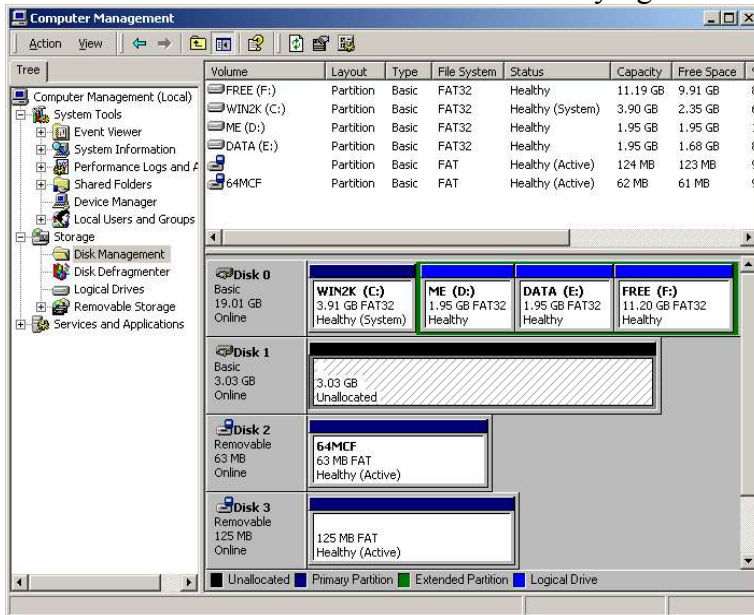 Computer Management
Action View
Tree
Computer Management (Local)
System Tools
Event Viewer
System Information
Performance Logs and A
Shared Folders
Device Manager
Local Users and Groups
Storage
Disk Management
Disk Defragmenter
Logical Drives
Removable Storage
Services and Applications
Volume Layout Type File System Status Capacity Free Space
FREE (F:) Partition Basic FAT32 Healthy 11.19 GB 9.91 GB
WIN2K (C:) Partition Basic FAT32 Healthy (System) 3.90 GB 2.35 GB
ME (D:) Partition Basic FAT32 Healthy 1.95 GB 1.95 GB
DATA (E:) Partition Basic FAT32 Healthy 1.95 GB 1.68 GB
Partition Basic FAT Healthy (Active) 124 MB 123 MB
64MCF Partition Basic FAT Healthy (Active) 62 MB 61 MB
Disk 0
Basic
19.01 GB
Online
WIN2K (C:)
3.91 GB FAT32
Healthy (Syst
ME (D:)
1.95 GB FAT32
Healthy
DATA (E:)
1.95 GB FAT32
Healthy
FREE (F:)
11.20 GB FAT32
Healthy
Disk 1
Basic
3.03 GB
Online
3.03 GB
Unallocated
Disk 2
Removable
63 MB
Online
64MCF
63 MB FAT
Healthy (Active)
Disk 3
Removable
125 MB
Online
125 MB FAT
Healthy (Active)
Unallocated Primary Partition Extended Partition Logical Drive